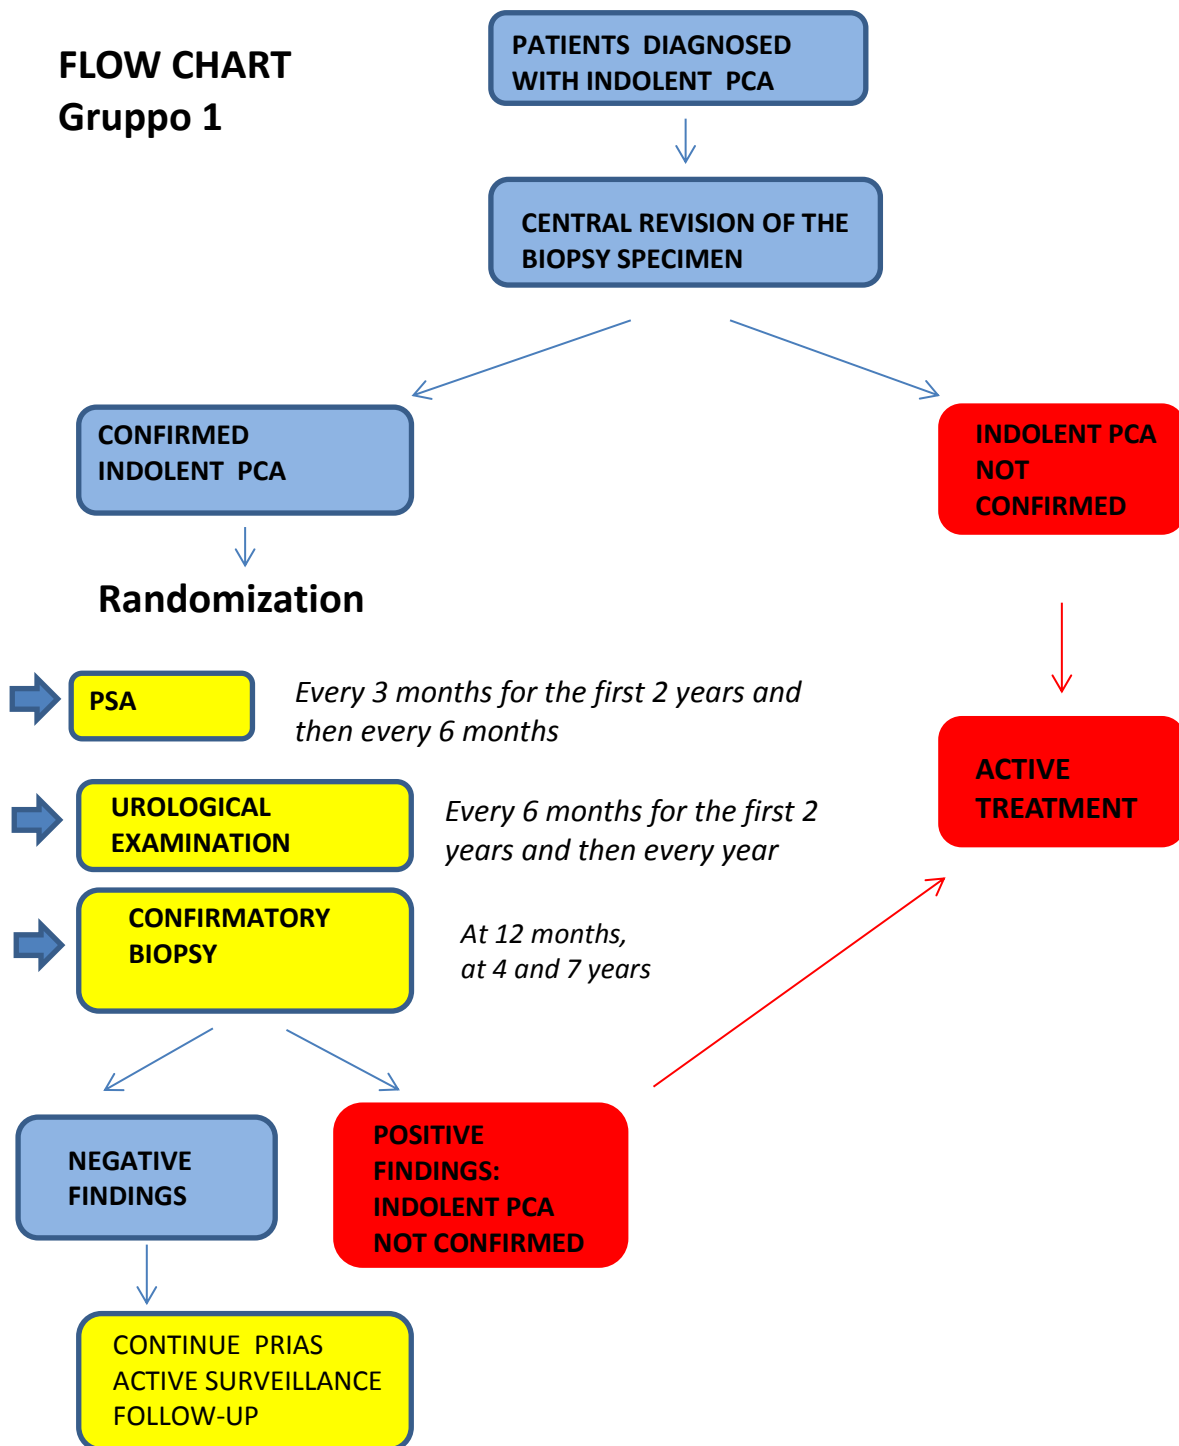 FLOW CHART
Gruppo 1
PATIENTS DIAGNOSED
WITH INDOLENT PCA
CENTRAL REVISION OF THE
BIOPSY SPECIMEN
CONFIRMED
INDOLENT PCA
INDOLENT PCA
NOT
CONFIRMED
Randomization
PSA
Every 3 months for the first 2 years and
then every 6 months
ACTIVE
TREATMENT
UROLOGICAL
EXAMINATION
Every 6 months for the first 2
years and then every year
CONFIRMATORY
BIOPSY
At 12 months,
at 4 and 7 years
NEGATIVE
FINDINGS
POSITIVE
FINDINGS:
INDOLENT PCA
NOT CONFIRMED
CONTINUE PRIAS
ACTIVE SURVEILLANCE
FOLLOW-UP